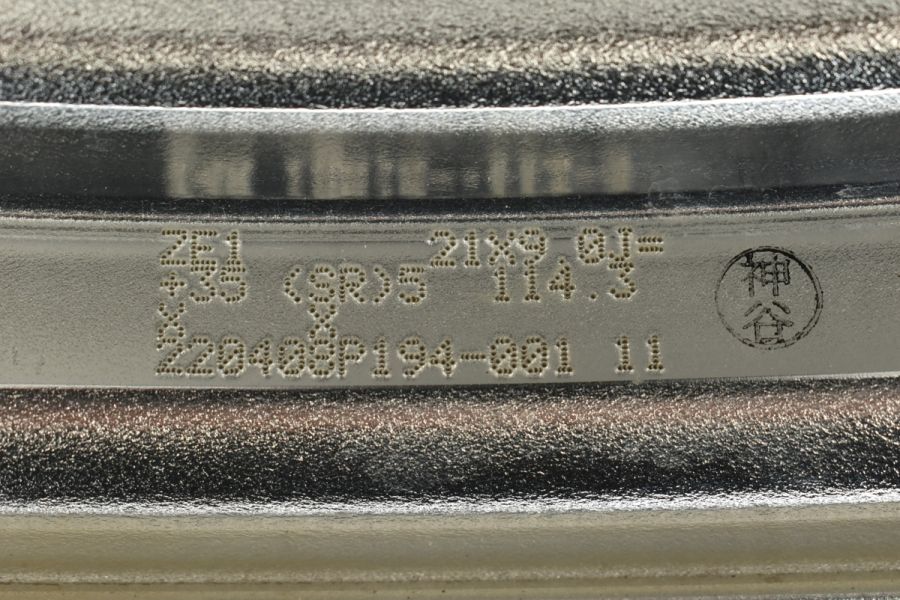 ZE1 21X9.0J=
+35 (SR)5 114.3
X X
220408P194-001 11
神谷